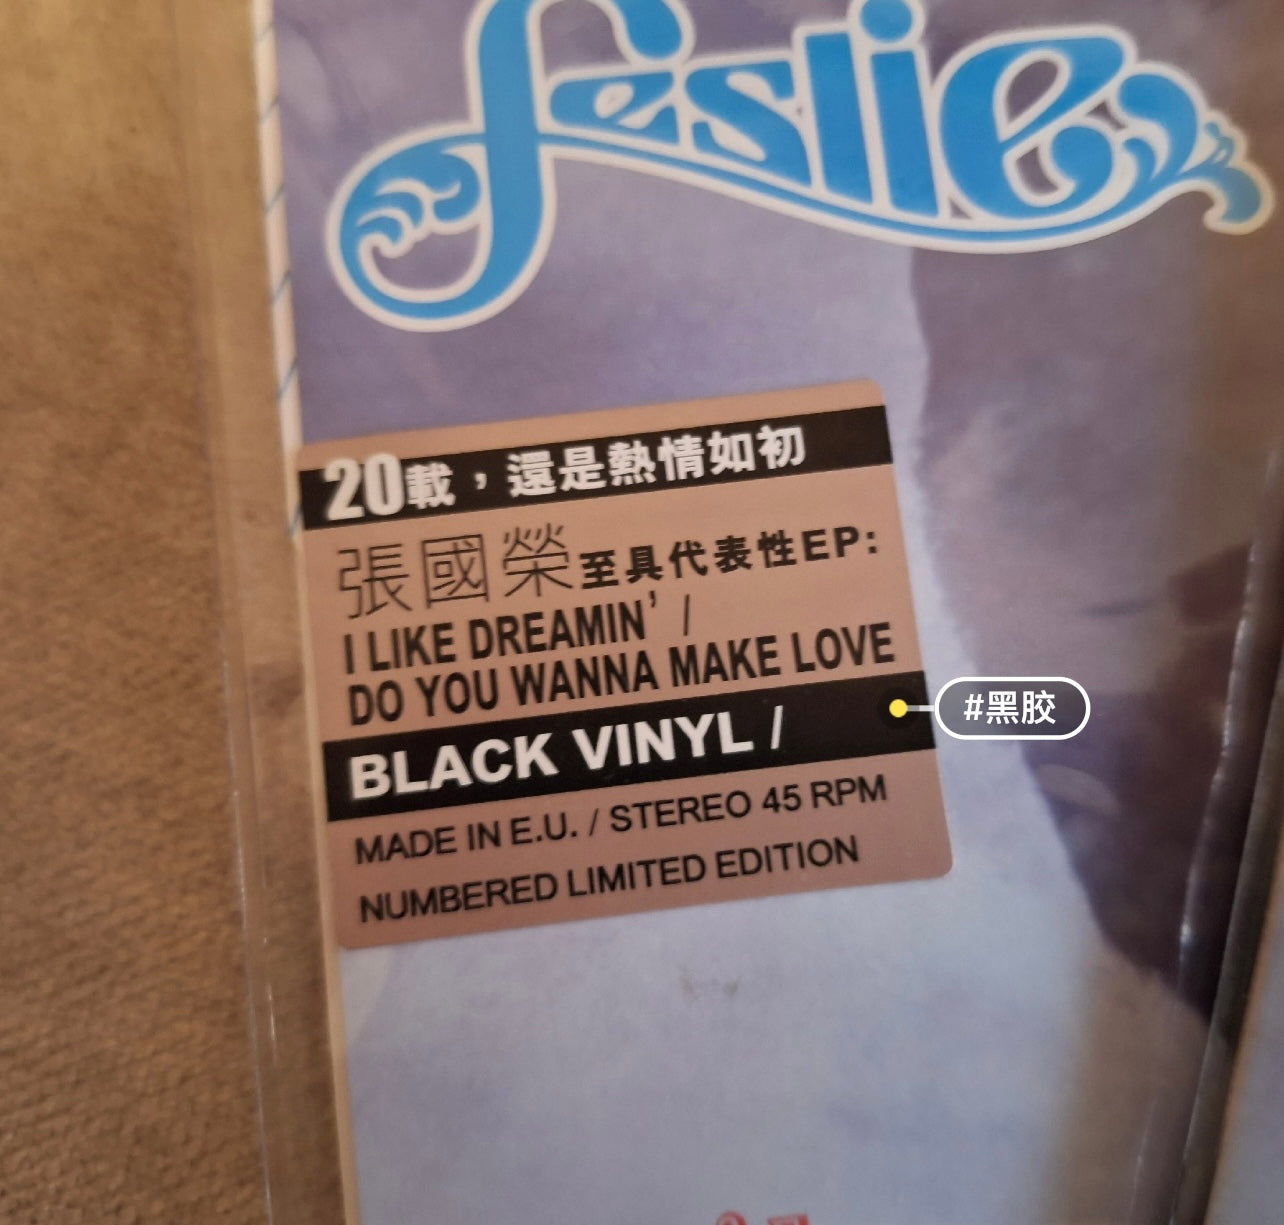 Leslie
20載，還是熱情如初
張國榮至具代表性EP:
I LIKE DREAMIN' /
DO YOU WANNA MAKE LOVE
BLACK VINYL /
#黑胶
MADE IN E.U. / STEREO 45 RPM
NUMBERED LIMITED EDITION